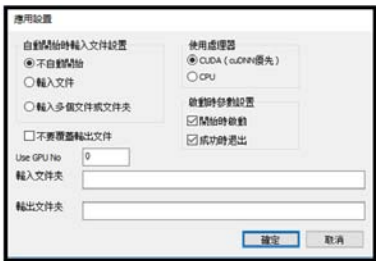 應用設置
自動開始時輸入文件設置
不自動開始
輸入文件
輸入多個文件或文件夾
不要覆蓋輸出文件
Use GPU No 0
輸入文件夾
輸出文件夾
使用處理器
CUDA（cuDNN優先）
CPU
啟動時參數設置
開始時啟動
成功時退出
確定
取消